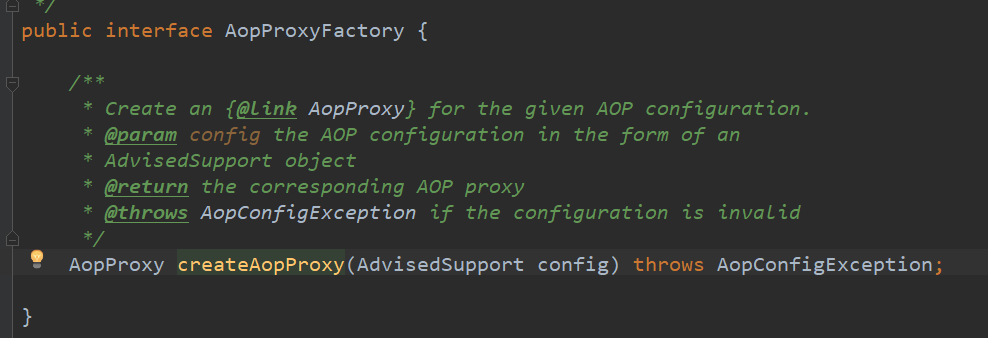 */
public interface AopProxyFactory {
/**
* Create an {@link AopProxy} for the given AOP configuration.
* @param config the AOP configuration in the form of an
* AdvisedSupport object
* @return the corresponding AOP proxy
* @throws AopConfigException if the configuration is invalid
*/
AopProxy createAopProxy(AdvisedSupport config) throws AopConfigException;
}